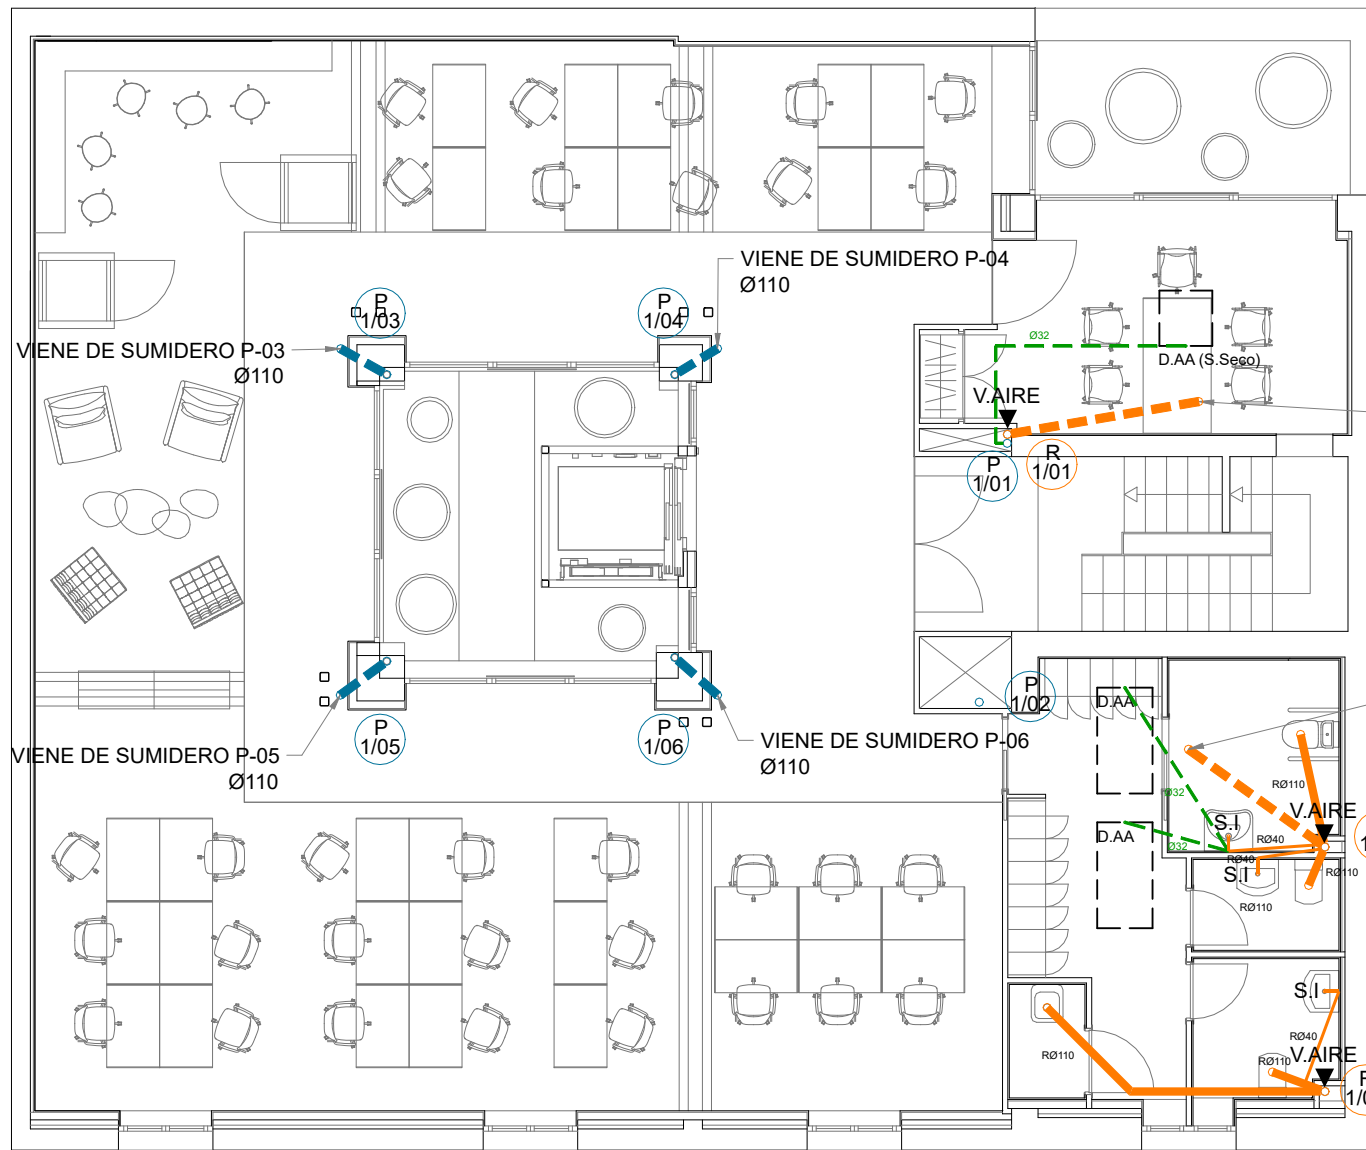 VIENE DE SUMIDERO P-04
Ø110
P
1/03
P
1/04
VIENE DE SUMIDERO P-03
Ø110
Ø32
D.AA (S.Seco)
V.AIRE
P
1/01
R
1/01
P
1/02
D.AA
P
1/05
P
1/06
VIENE DE SUMIDERO P-05
Ø110
VIENE DE SUMIDERO P-06
Ø110
RØ110
Ø32
V.AIRE
S.I
D.AA
RØ40
Ø32
RØ40
S.I
RØ110
RØ110
S.I
RØ40
RØ110
RØ110
V.AIRE